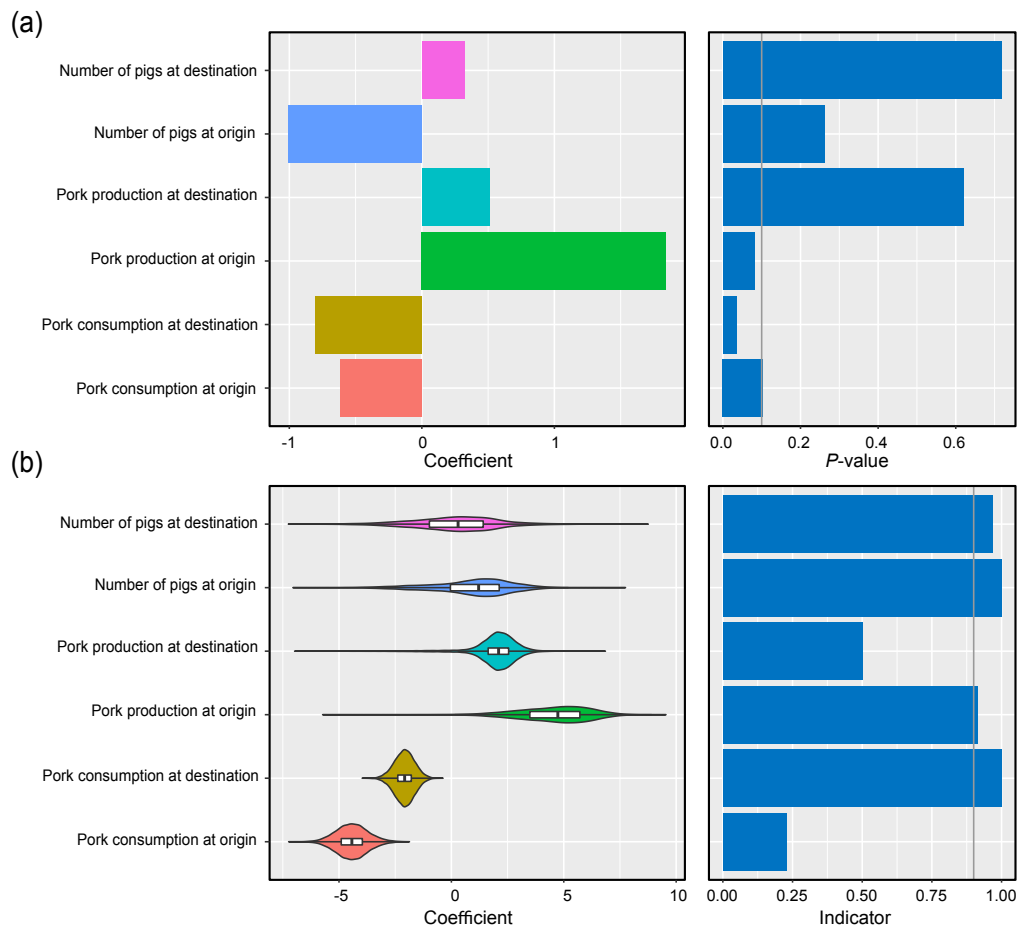 (a)
Number of pigs at destination
Number of pigs at origin
Pork production at destination
Pork production at origin
Pork consumption at destination
Pork consumption at origin
-1 0 1
Coefficient
0.0 0.2 0.4 0.6
P-value
(b)
Number of pigs at destination
Number of pigs at origin
Pork production at destination
Pork production at origin
Pork consumption at destination
Pork consumption at origin
-5 0 5 10
Coefficient
0.00 0.25 0.50 0.75 1.00
Indicator